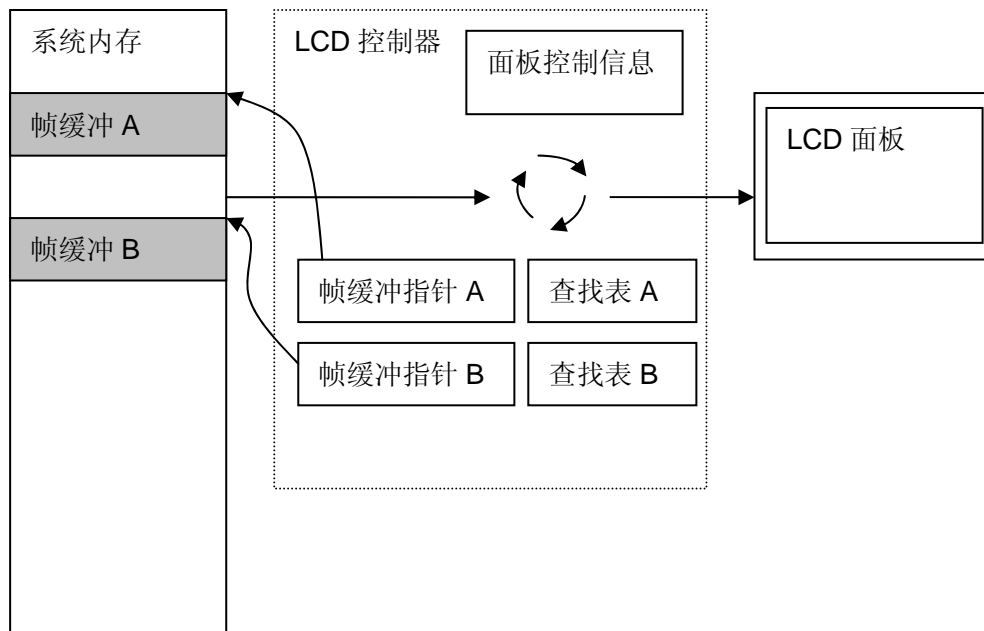 系统内存
帧缓冲 A
帧缓冲 B
LCD 控制器
面板控制信息
帧缓冲指针 A
查找表 A
帧缓冲指针 B
查找表 B
LCD 面板